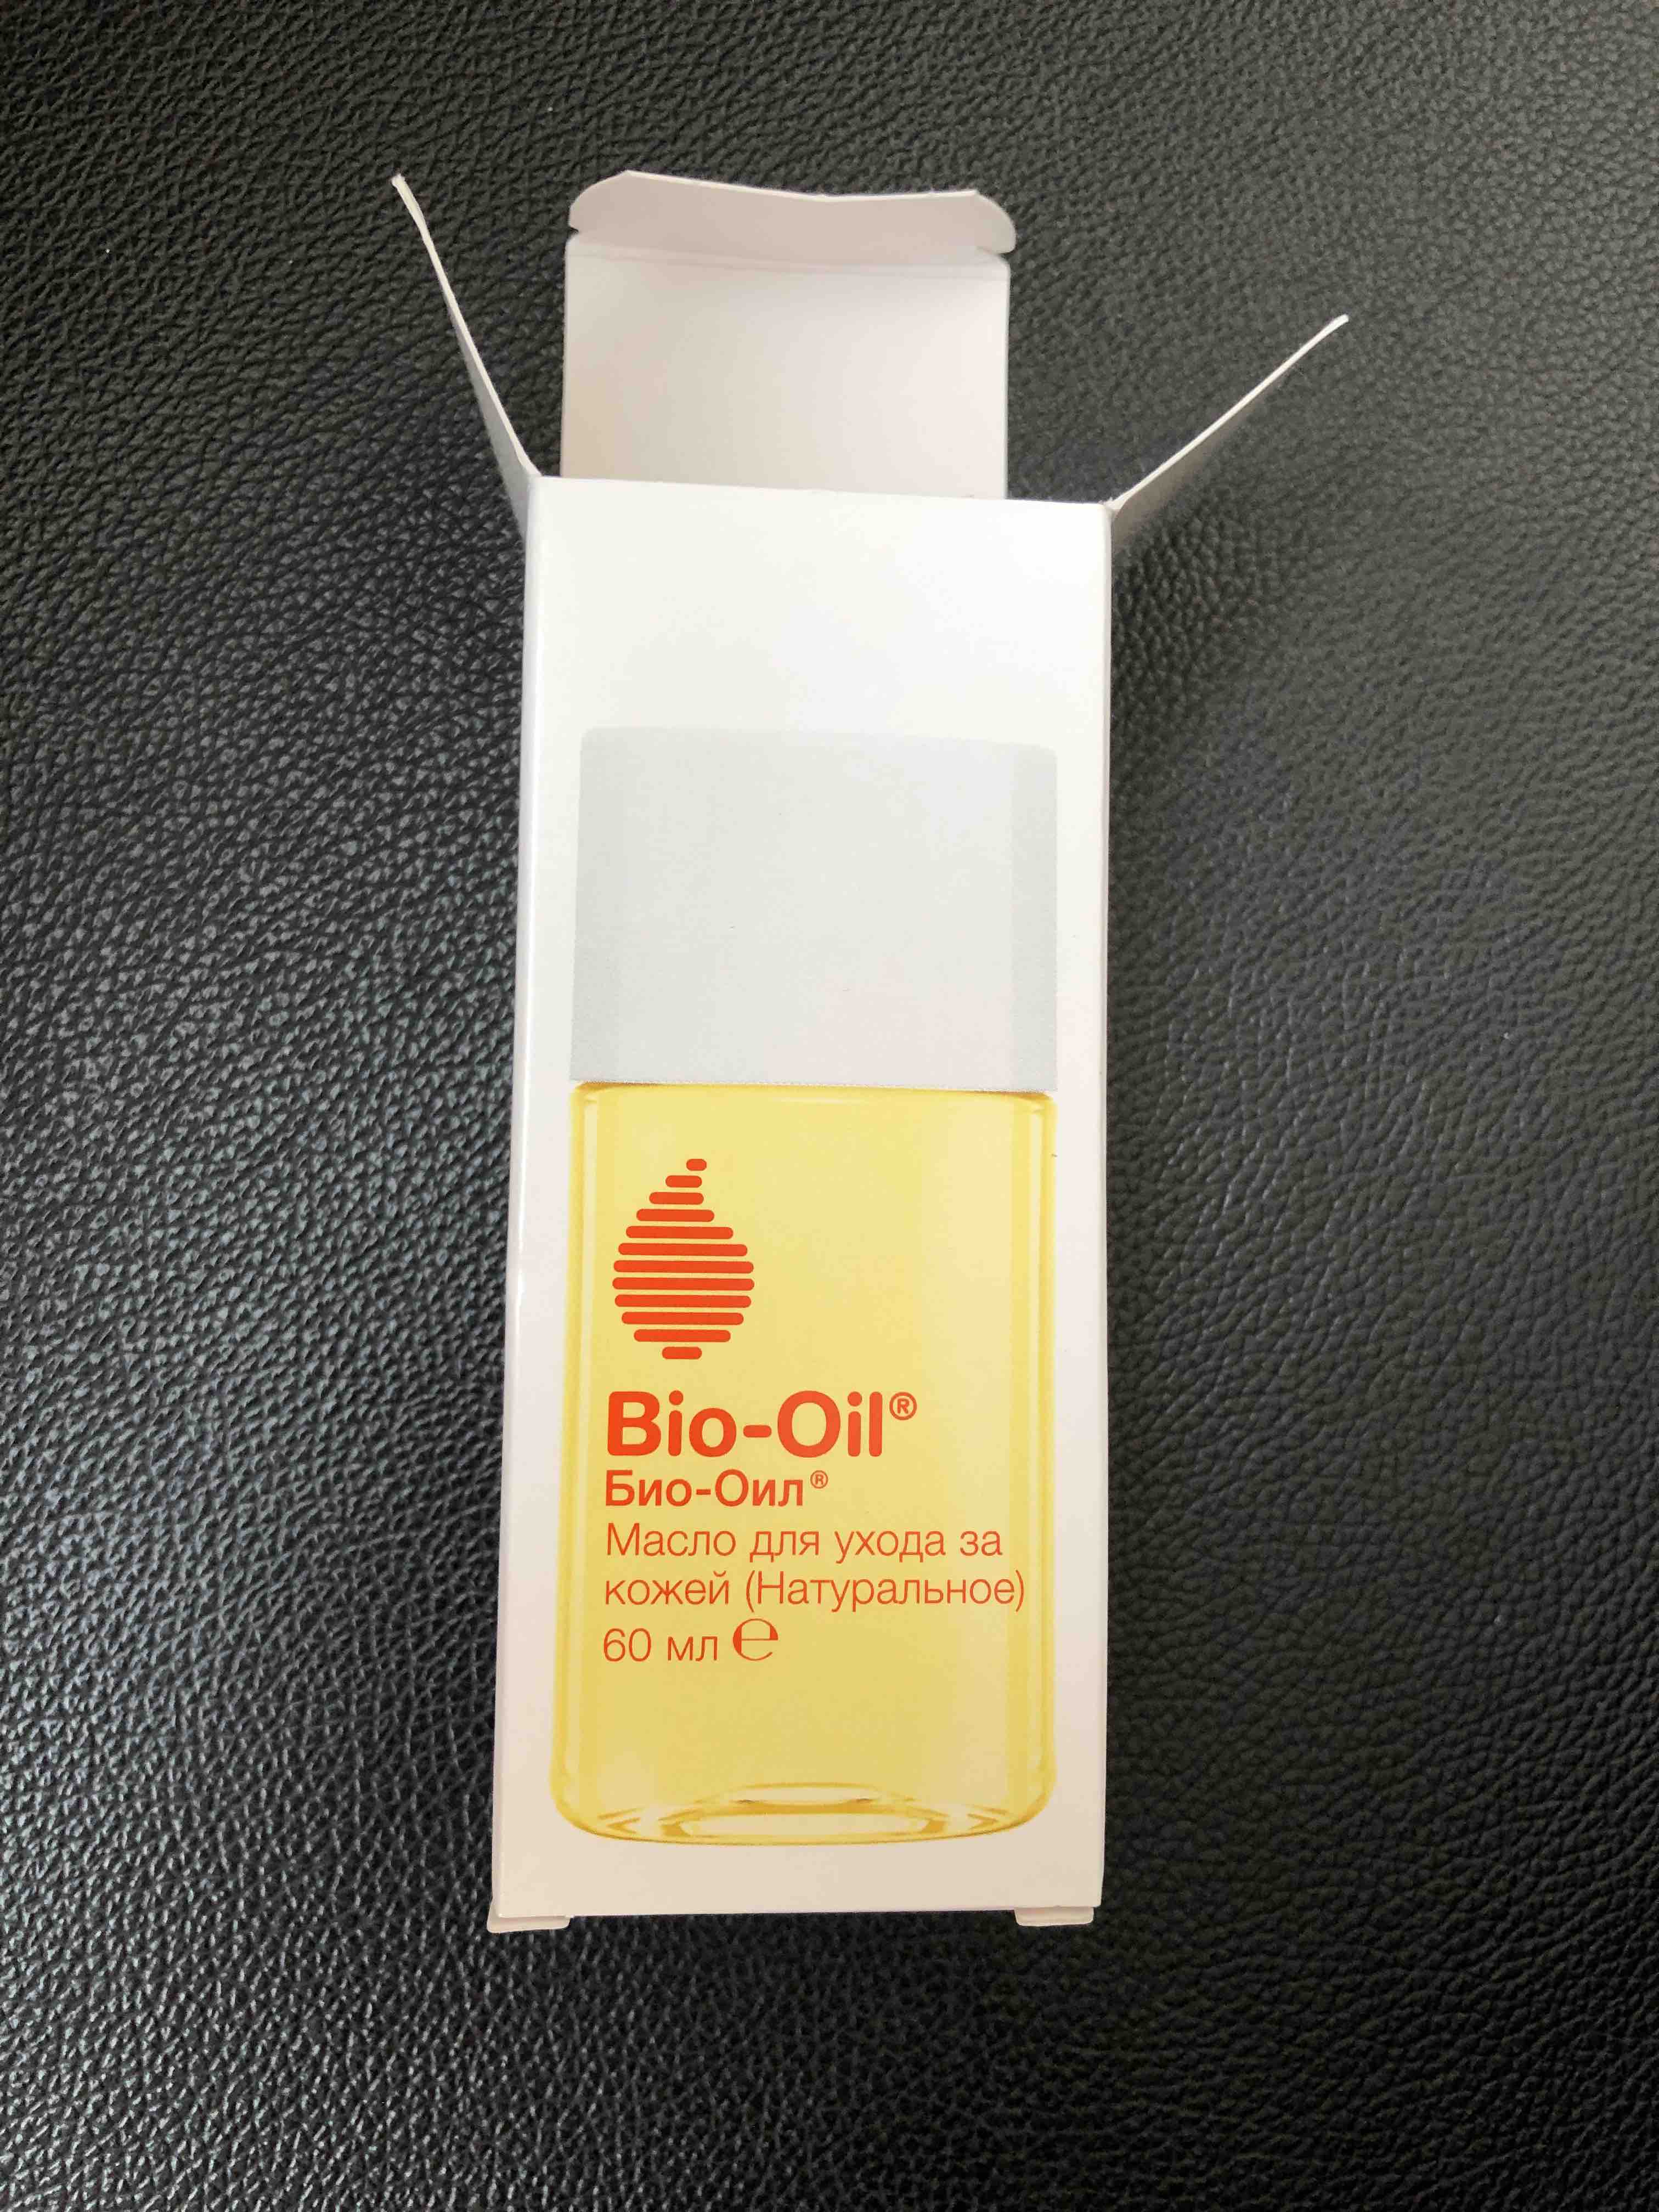 Bio-Oil®
Био-Оил®
Масло для ухода за
кожей (Натуральное)
60 мл ℮